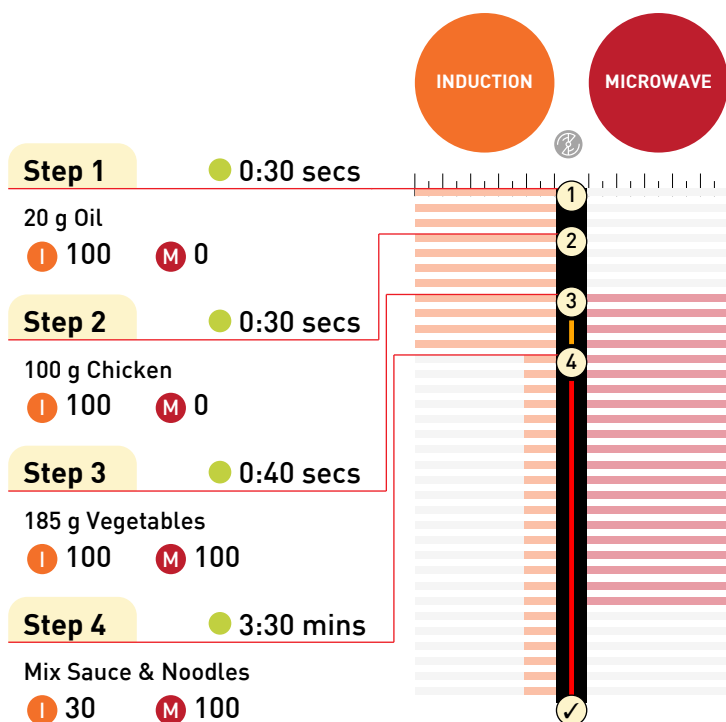 INDUCTION
MICROWAVE
Step 1
0:30 secs
20 g Oil
I 100 M 0
Step 2
0:30 secs
100 g Chicken
I 100 M 0
Step 3
0:40 secs
185 g Vegetables
I 100 M 100
Step 4
3:30 mins
Mix Sauce & Noodles
I 30 M 100
1
2
3
4
✓